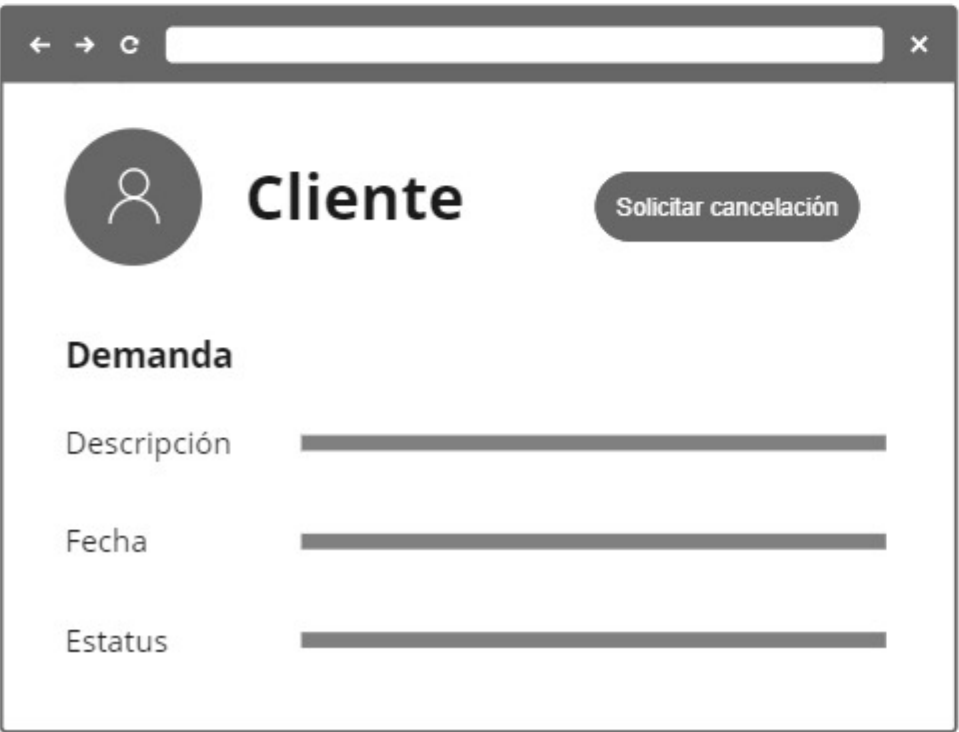 Cliente
Solicitar cancelación
Demanda
Descripción
Fecha
Estatus